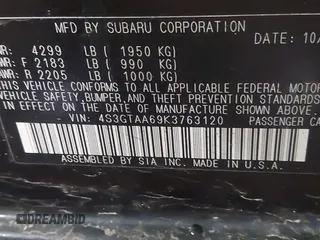 MFD BY SUBARU CORPORATION DATE: 10/
WR: 4299 LB ( 1950 KG)
WR: F 2183 LB ( 990 KG)
WR: R 2205 LB ( 1000 KG)
THIS VEHICLE CONFORMS TO ALL APPLICABLE FEDERAL MOTOR
VEHICLE SAFETY,BUMPER,AND THEFT PREVENTION STANDARDS
IN EFFECT ON THE DATE OF MANUFACTURE SHOWN ABOVE.
VIN: 4S3GTAA69K3763120 PASSENGER CA
ASSEMBLED BY SIA INC. MADE IN U.S.A.
DREAMBID